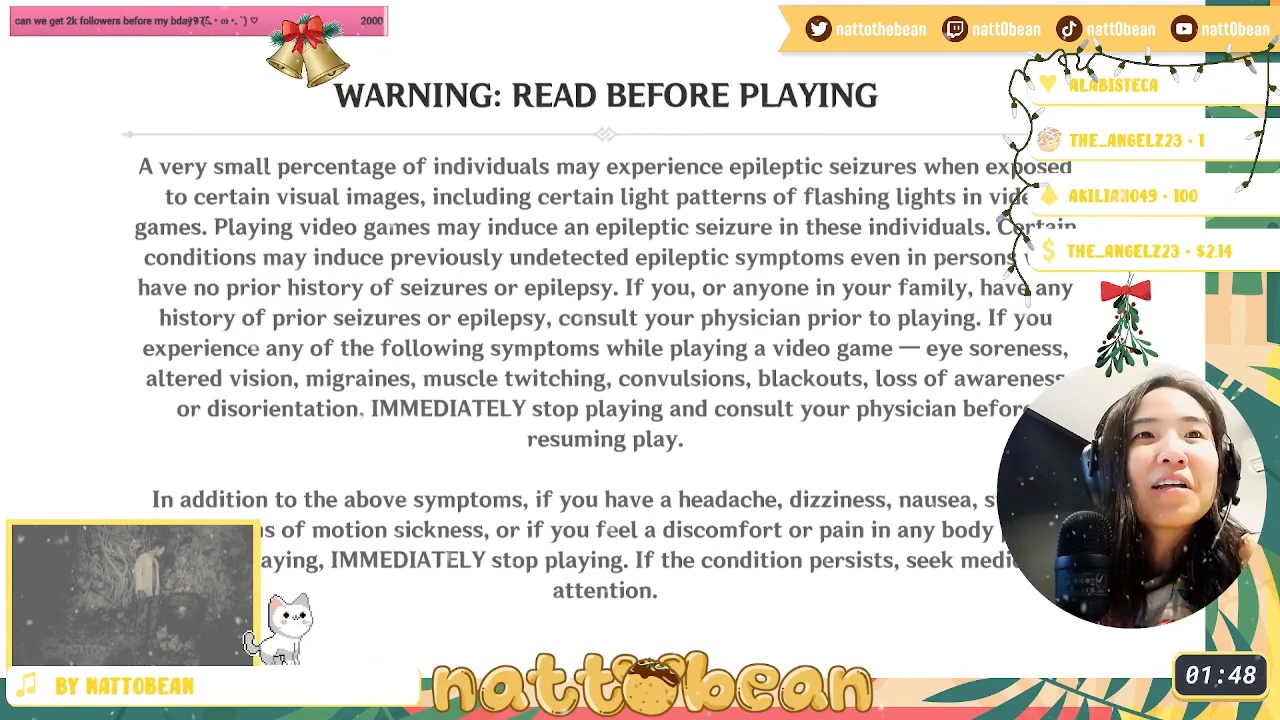 can we get 2k followers before my bday?
2000
nattothebean natt0bean natt0bean natt0bean
WARNING: READ BEFORE PLAYING
ALABISTECA
THE_ANGELZ23 · 1
AKILIAN049 · 100
THE_ANGELZ23 · $2.14
A very small percentage of individuals may experience epileptic seizures when exposed
to certain visual images, including certain light patterns of flashing lights in
games. Playing video games may induce an epileptic seizure in these individuals. Certain
conditions may induce previously undetected epileptic symptoms even in persons
have no prior history of seizures or epilepsy. If you, or anyone in your family, have any
history of prior seizures or epilepsy, consult your physician prior to playing. If you
experience any of the following symptoms while playing a video game — eye soreness,
altered vision, migraines, muscle twitching, convulsions, blackouts, loss of awareness
or disorientation, IMMEDIATELY stop playing and consult your physician before
resuming play.
In addition to the above symptoms, if you have a headache, dizziness, nausea,
of motion sickness, or if you feel a discomfort or pain in any body
IMMEDIATELY stop playing. If the condition persists, seek
attention.
BY NATTOBEAN
natt bean
01:48